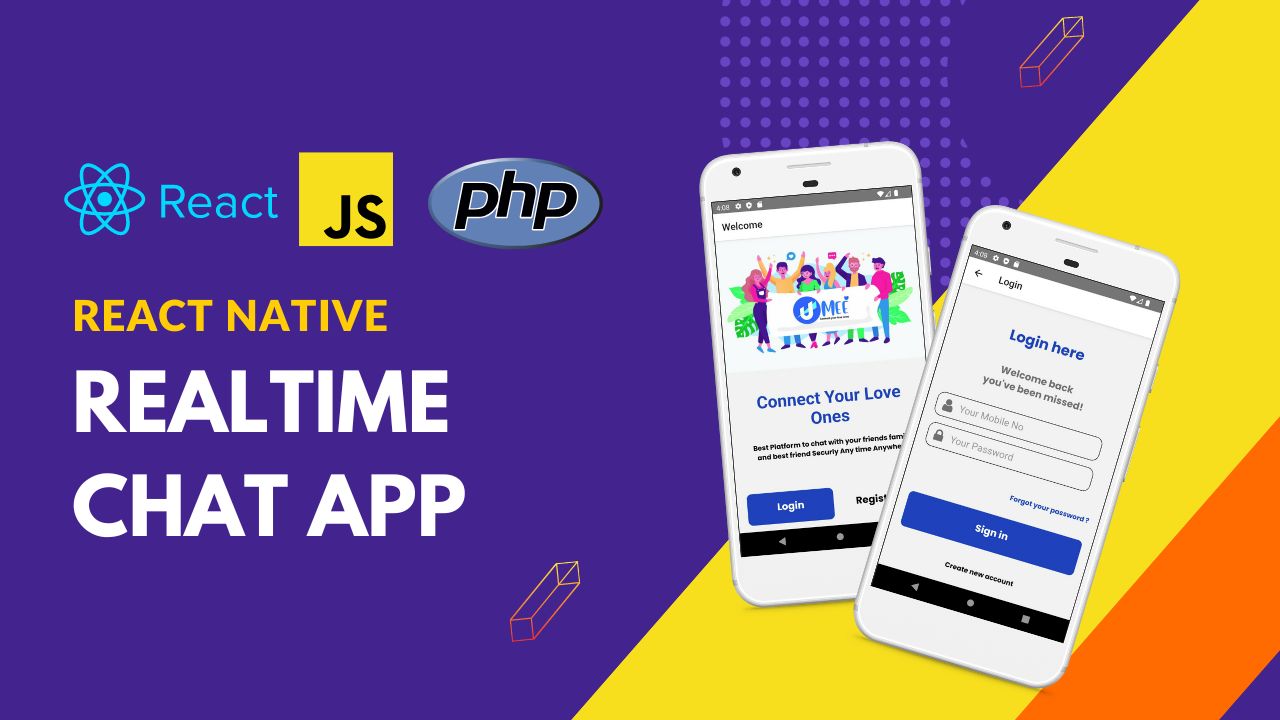 React
JS
php
REACT NATIVE
REALTIME
CHAT APP
4:08
Welcome
MEE
Connect Your Love
Ones
Best Platform to chat with your friends fami
and best friend Securly Any time Anywhe
Login
Regist
4:08
Login
Login here
Welcome back
you've been missed!
Your Mobile No
Your Password
Forgot your password ?
Sign in
Create new account